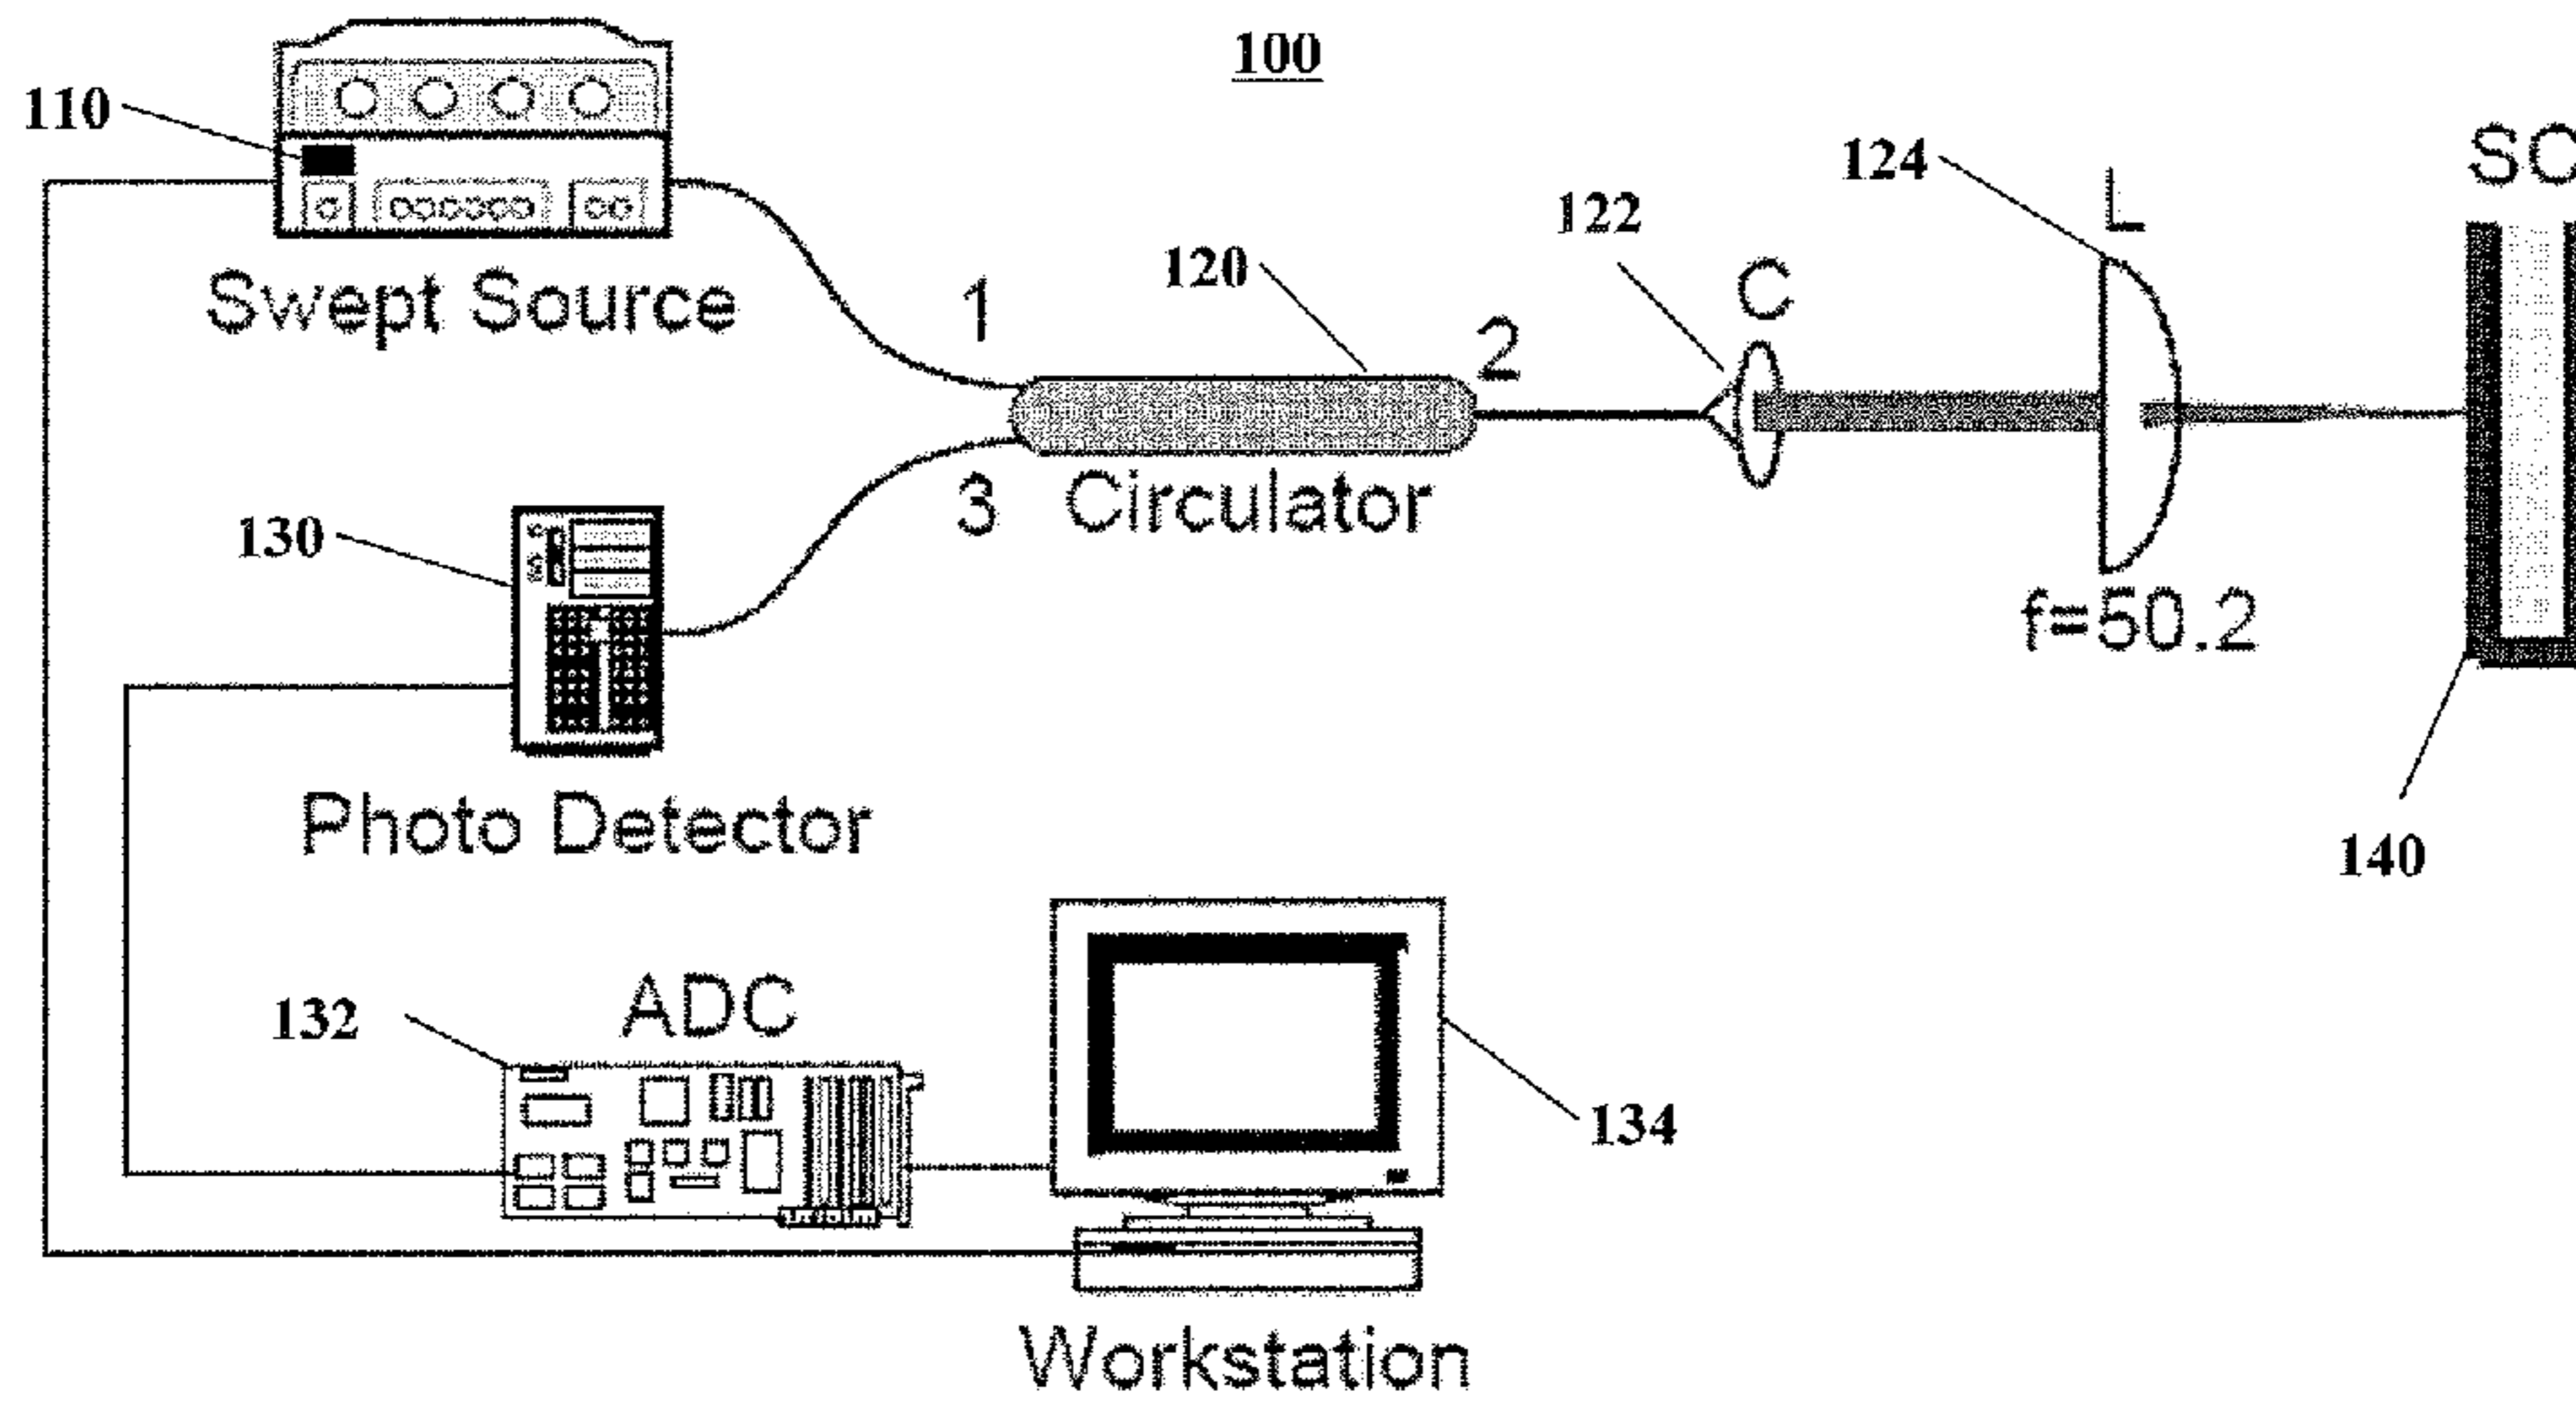 100
110
Swept Source
120
1
2
3
Circulator
122
C
124
L
f=50.2
SC
140
130
Photo Detector
132
ADC
134
Workstation